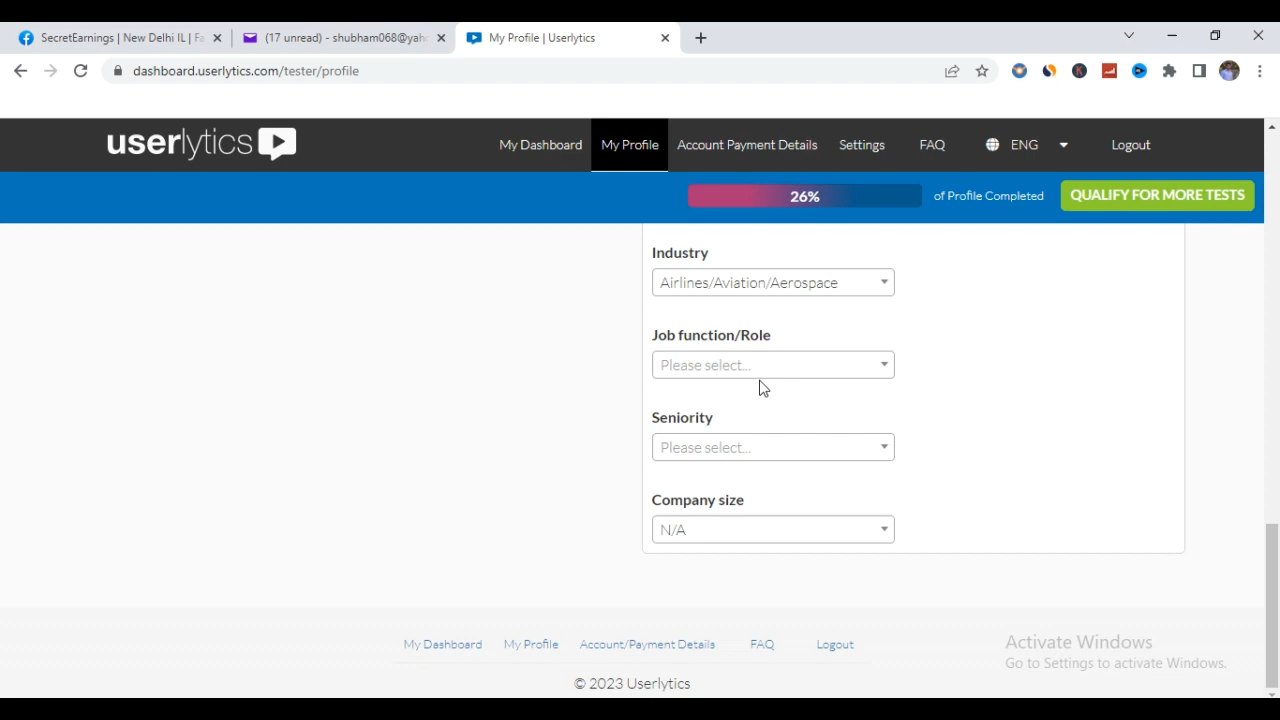 SecretEarnings | New Delhi IL | Fa
(17 unread) - shubham068@yaho
My Profile | Userlytics
dashboard.userlytics.com/tester/profile
userlytics
My Dashboard
My Profile
Account Payment Details
Settings
FAQ
ENG
Logout
26%
of Profile Completed
QUALIFY FOR MORE TESTS
Industry
Airlines/Aviation/Aerospace
Job function/Role
Please select...
Seniority
Please select...
Company size
N/A
My Dashboard
My Profile
Account/Payment Details
FAQ
Logout
Activate Windows
Go to Settings to activate Windows.
© 2023 Userlytics